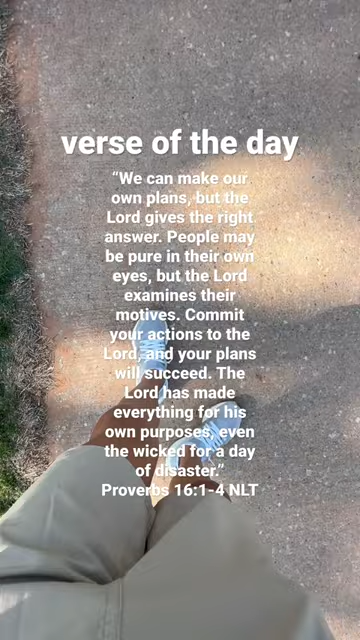 verse of the day
“We can make our
own plans, but the
Lord gives the right
answer. People may
be pure in their own
eyes, but the Lord
examines their
motives. Commit
your actions to the
Lord, and your plans
will succeed. The
Lord has made
everything for his
own purposes, even
the wicked for a day
of disaster.”
Proverbs 16:1-4 NLT